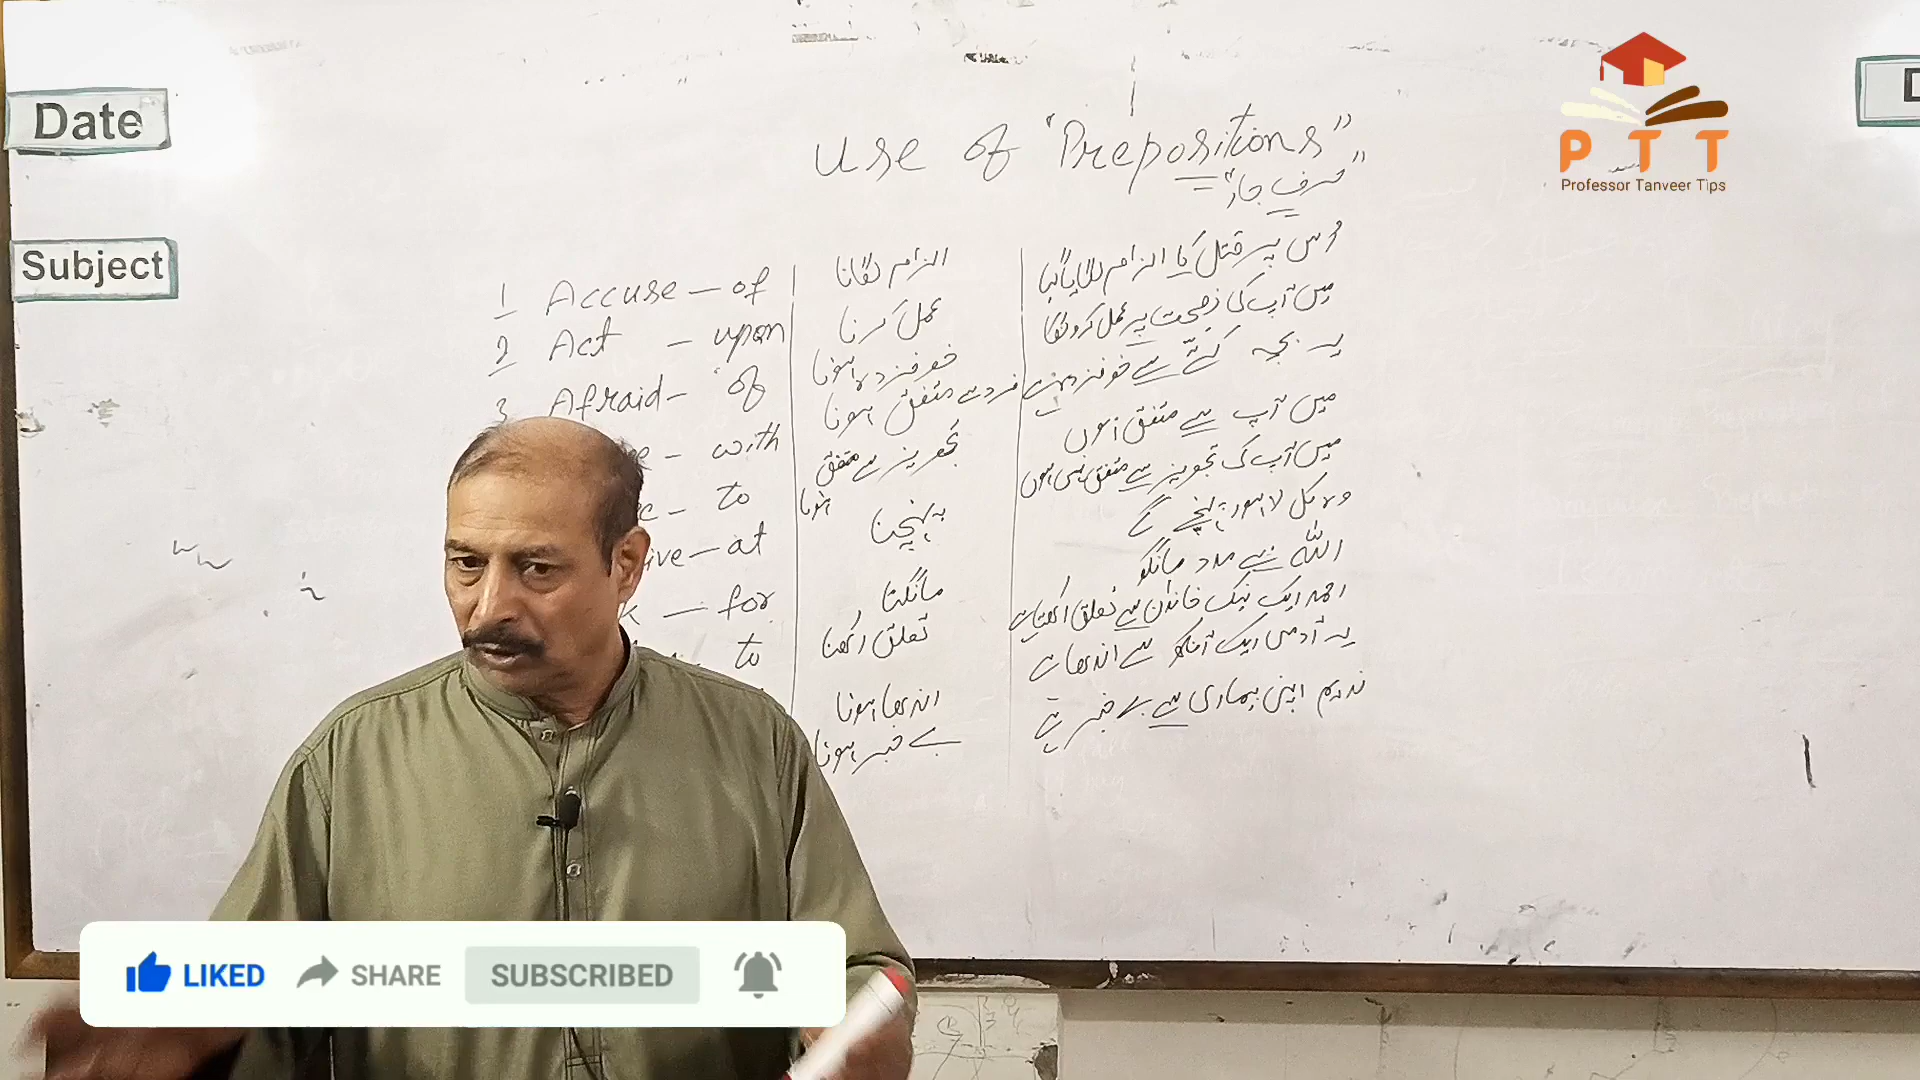 Date
Subject
Use of "Prepositions"
"حرف جار"
1 Accuse — of الزام لگانا اُس پر قتل کا الزام لگایا گیا
2 Act — upon عمل کرنا میں آپ کی نصیحت پر عمل کروں گا
3 Afraid — of خوفزدہ ہونا یہ بچہ کتّے سے خوفزدہ ہے
— with فرد سے متفق ہونا میں آپ سے متفق ہوں
— to تجویز سے متفق ہونا میں آپ کی تجویز سے متفق نہیں ہوں
ive — at پہنچنا وہ کل لاہور پہنچے گے
k — for مانگنا اللہ سے مدد مانگو
to تعلق رکھنا احمد ایک نیک خاندان سے تعلق رکھتا ہے
اندھا ہونا یہ آدمی ایک آنکھ سے اندھا ہے
بے خبر ہونا ندیم اپنی بیماری سے بے خبر ہے
P T T
Professor Tanveer Tips
LIKED SHARE SUBSCRIBED